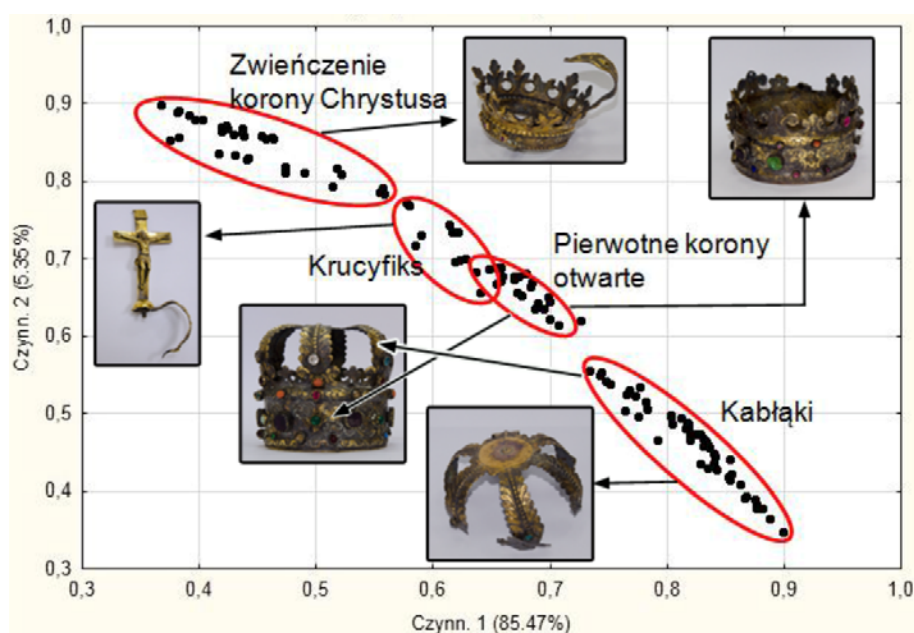 1,0
0,9
0,8
0,7
0,6
0,5
0,4
0,3
Czynn. 2 (5.35%)
Zwieńczenie
korony Chrystusa
Krucyfiks
Pierwotne korony
otwarte
Kabłąki
0,3
0,4
0,5
0,6
0,7
0,8
0,9
1,0
Czynn. 1 (85.47%)